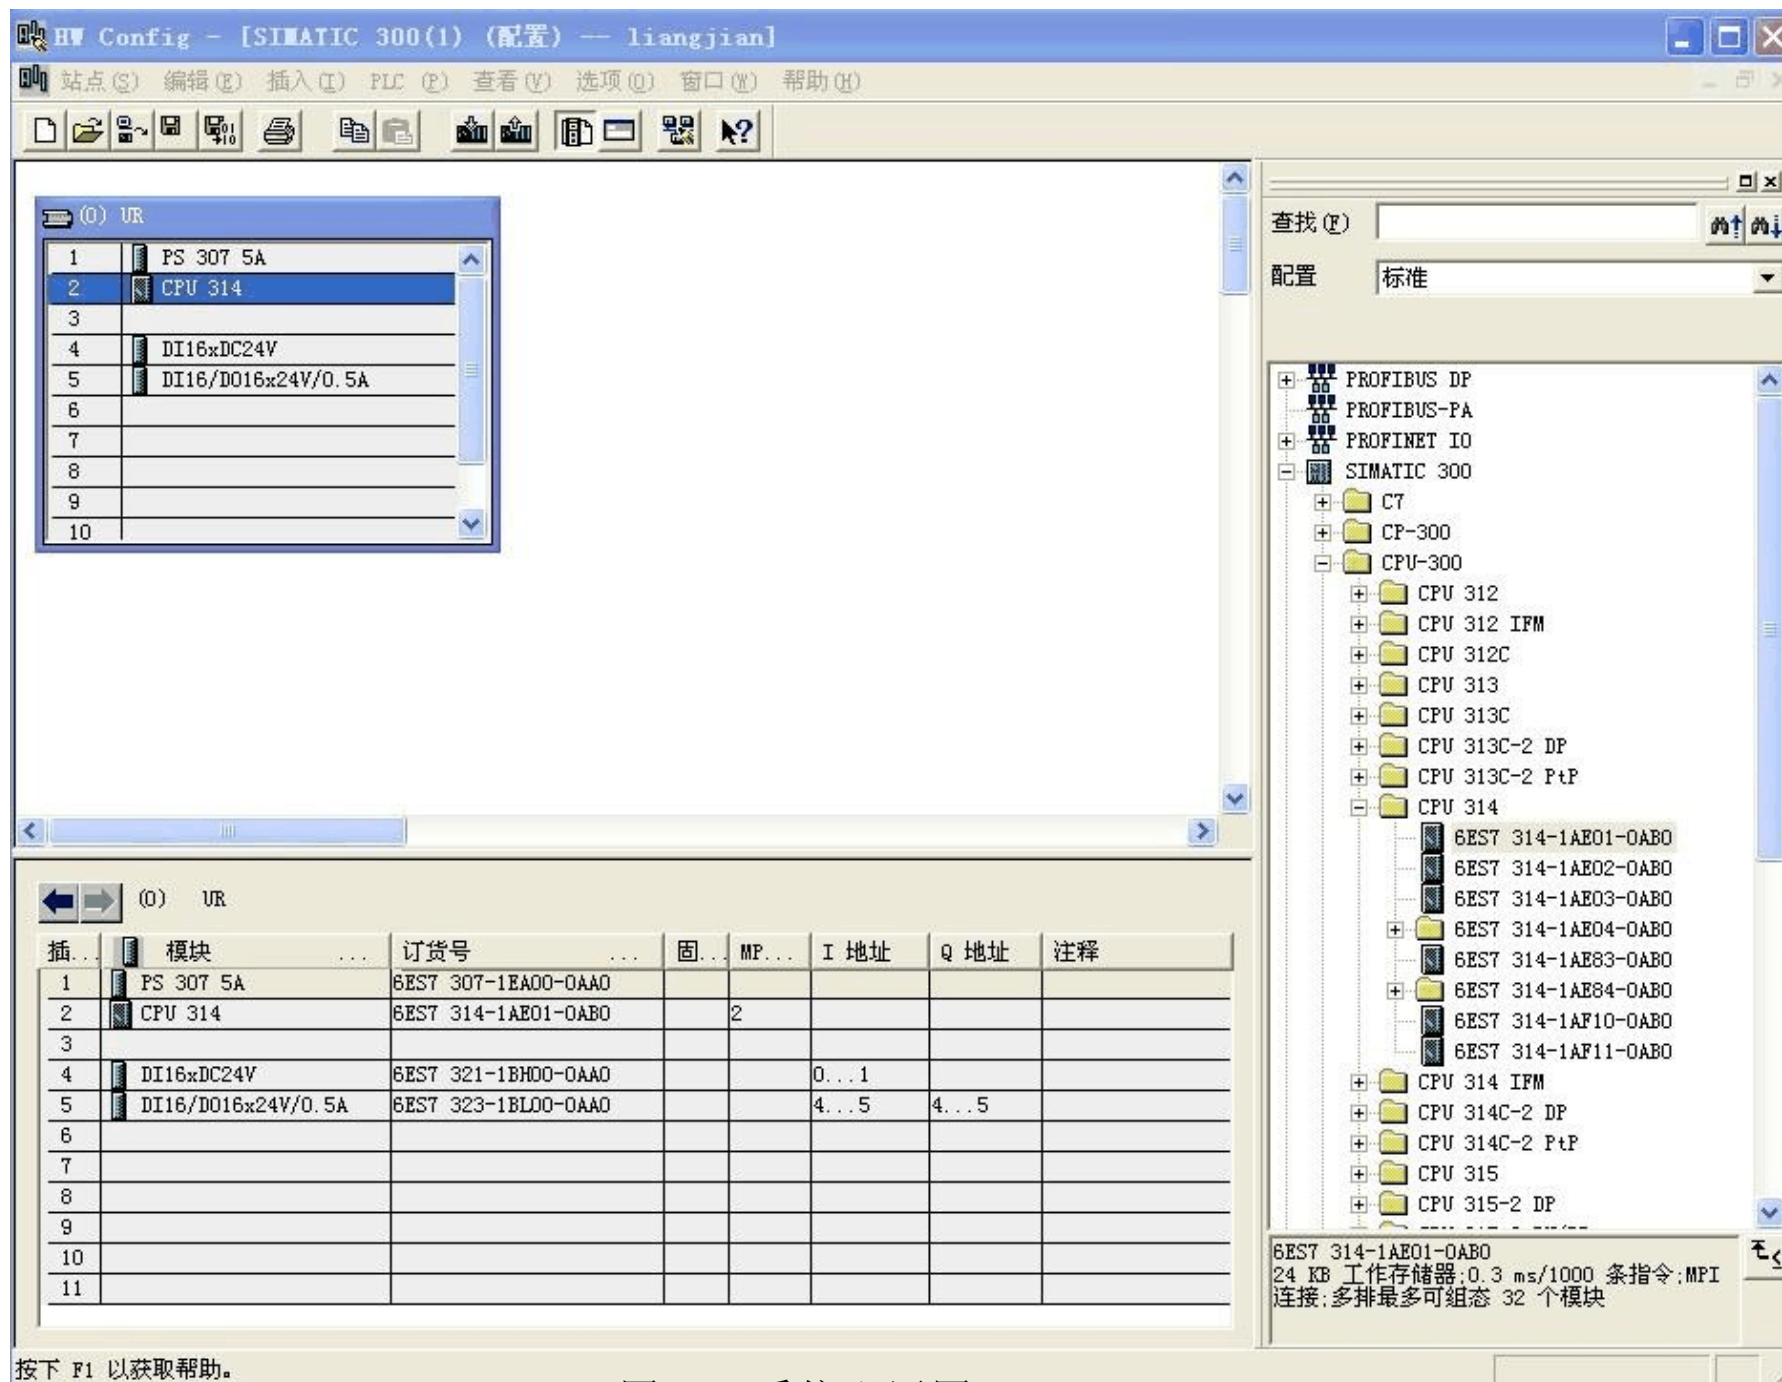 HW Config - [SIMATIC 300(1) (配置) -- liangjian]
站点(S) 编辑(E) 插入(I) PLC (P) 查看(V) 选项(O) 窗口(W) 帮助(H)
(0) UR
1 PS 307 5A
2 CPU 314
3
4 DI16xDC24V
5 DI16/DO16x24V/0.5A
6
7
8
9
10
查找(F)
配置 标准
PROFIBUS DP
PROFIBUS-PA
PROFINET IO
SIMATIC 300
C7
CP-300
CPU-300
CPU 312
CPU 312 IFM
CPU 312C
CPU 313
CPU 313C
CPU 313C-2 DP
CPU 313C-2 PtP
CPU 314
6ES7 314-1AE01-0AB0
6ES7 314-1AE02-0AB0
6ES7 314-1AE03-0AB0
6ES7 314-1AE04-0AB0
6ES7 314-1AE83-0AB0
6ES7 314-1AE84-0AB0
6ES7 314-1AF10-0AB0
6ES7 314-1AF11-0AB0
CPU 314 IFM
CPU 314C-2 DP
CPU 314C-2 PtP
CPU 315
CPU 315-2 DP
6ES7 314-1AE01-0AB0
24 KB 工作存储器;0.3 ms/1000 条指令;MPI
连接;多排最多可组态 32 个模块
(0) UR
插... 模块 ... 订货号 ... 固... MP... I 地址 Q 地址 注释
1 PS 307 5A 6ES7 307-1EA00-0AA0
2 CPU 314 6ES7 314-1AE01-0AB0 2
3
4 DI16xDC24V 6ES7 321-1BH00-0AA0 0...1
5 DI16/DO16x24V/0.5A 6ES7 323-1BL00-0AA0 4...5 4...5
6
7
8
9
10
11
按下 F1 以获取帮助。